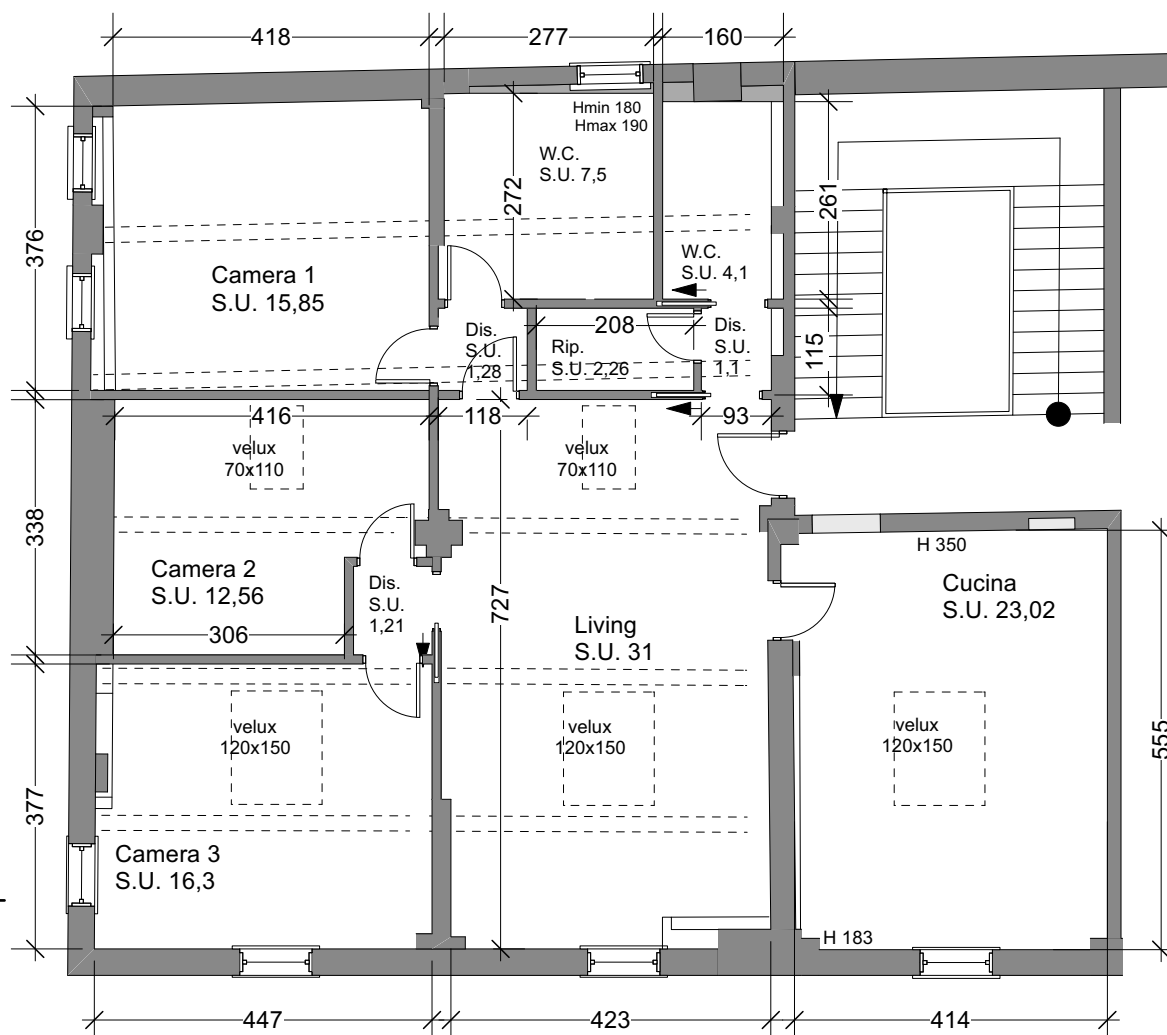 418
277
160
Hmin 180
Hmax 190
W.C.
S.U. 7,5
272
261
376
W.C.
S.U. 4,1
Camera 1
S.U. 15,85
208
Dis.
S.U.
1,28
Rip.
S.U. 2,26
Dis.
S.U.
1,1
115
416
118
93
velux
70x110
velux
70x110
338
H 350
Camera 2
S.U. 12,56
Dis.
S.U.
1,21
727
Cucina
S.U. 23,02
306
Living
S.U. 31
velux
120x150
velux
120x150
velux
120x150
555
377
Camera 3
S.U. 16,3
H 183
447
423
414